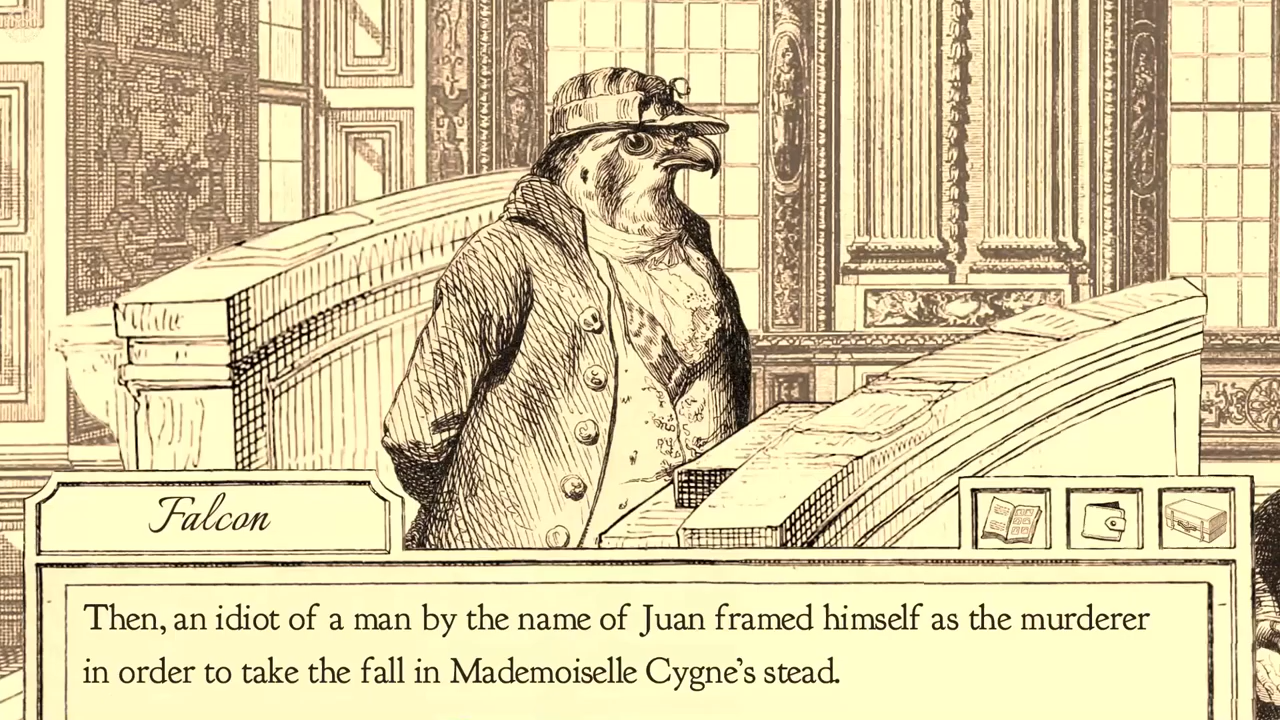 Falcon
Then, an idiot of a man by the name of Juan framed himself as the murderer
in order to take the fall in Mademoiselle Cygne's stead.